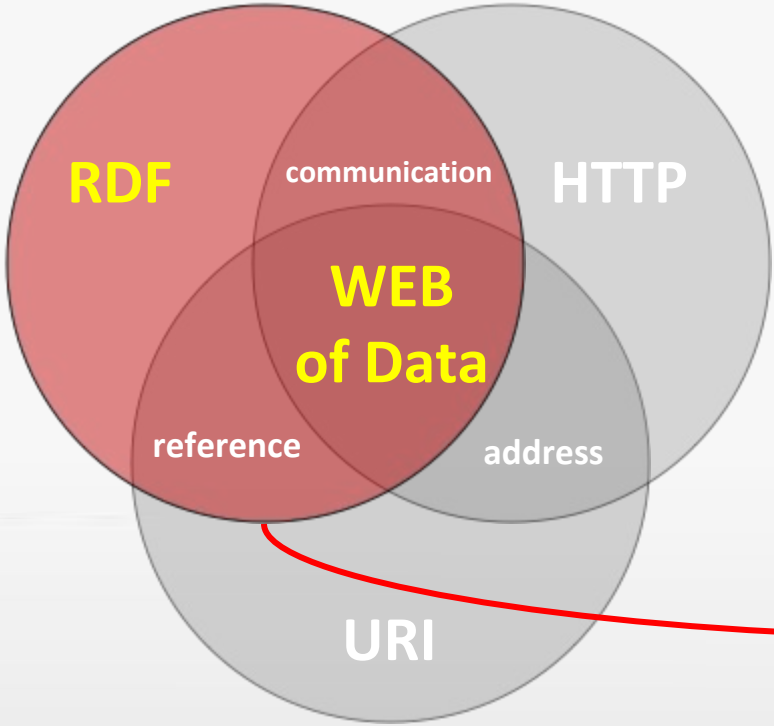 RDF
communication
HTTP
WEB
of Data
reference
address
URI